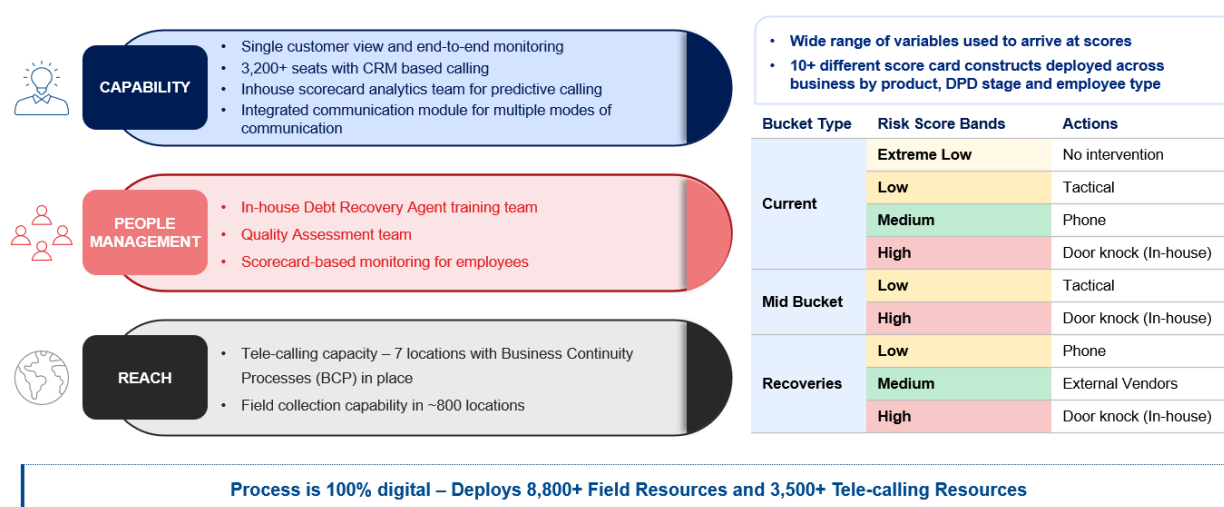 CAPABILITY
• Single customer view and end-to-end monitoring
• 3,200+ seats with CRM based calling
• Inhouse scorecard analytics team for predictive calling
• Integrated communication module for multiple modes of
communication
PEOPLE
MANAGEMENT
• In-house Debt Recovery Agent training team
• Quality Assessment team
• Scorecard-based monitoring for employees
REACH
• Tele-calling capacity – 7 locations with Business Continuity
Processes (BCP) in place
• Field collection capability in ~800 locations
• Wide range of variables used to arrive at scores
• 10+ different score card constructs deployed across
business by product, DPD stage and employee type
Bucket Type Risk Score Bands Actions
Current
Extreme Low No intervention
Low Tactical
Medium Phone
High Door knock (In-house)
Mid Bucket
Low Tactical
High Door knock (In-house)
Recoveries
Low Phone
Medium External Vendors
High Door knock (In-house)
Process is 100% digital – Deploys 8,800+ Field Resources and 3,500+ Tele-calling Resources